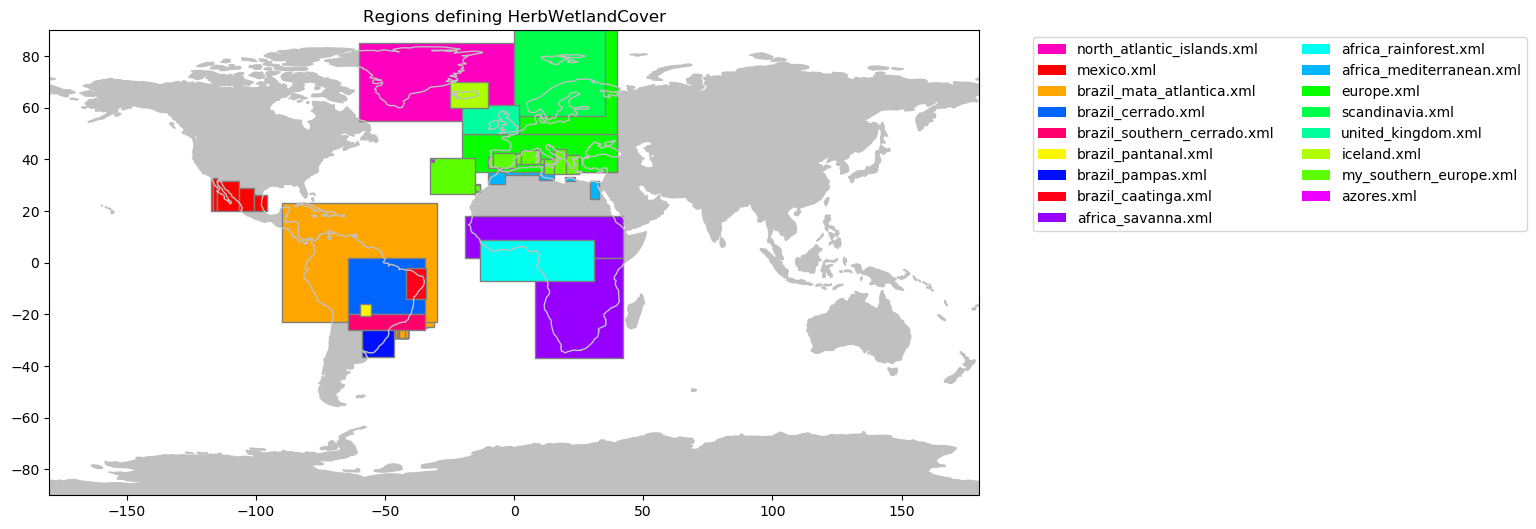 Regions defining HerbWetlandCover
80
60
40
20
0
−20
−40
−60
−80
−150
−100
−50
0
50
100
150
north_atlantic_islands.xml
mexico.xml
brazil_mata_atlantica.xml
brazil_cerrado.xml
brazil_southern_cerrado.xml
brazil_pantanal.xml
brazil_pampas.xml
brazil_caatinga.xml
africa_savanna.xml
africa_rainforest.xml
africa_mediterranean.xml
europe.xml
scandinavia.xml
united_kingdom.xml
iceland.xml
my_southern_europe.xml
azores.xml